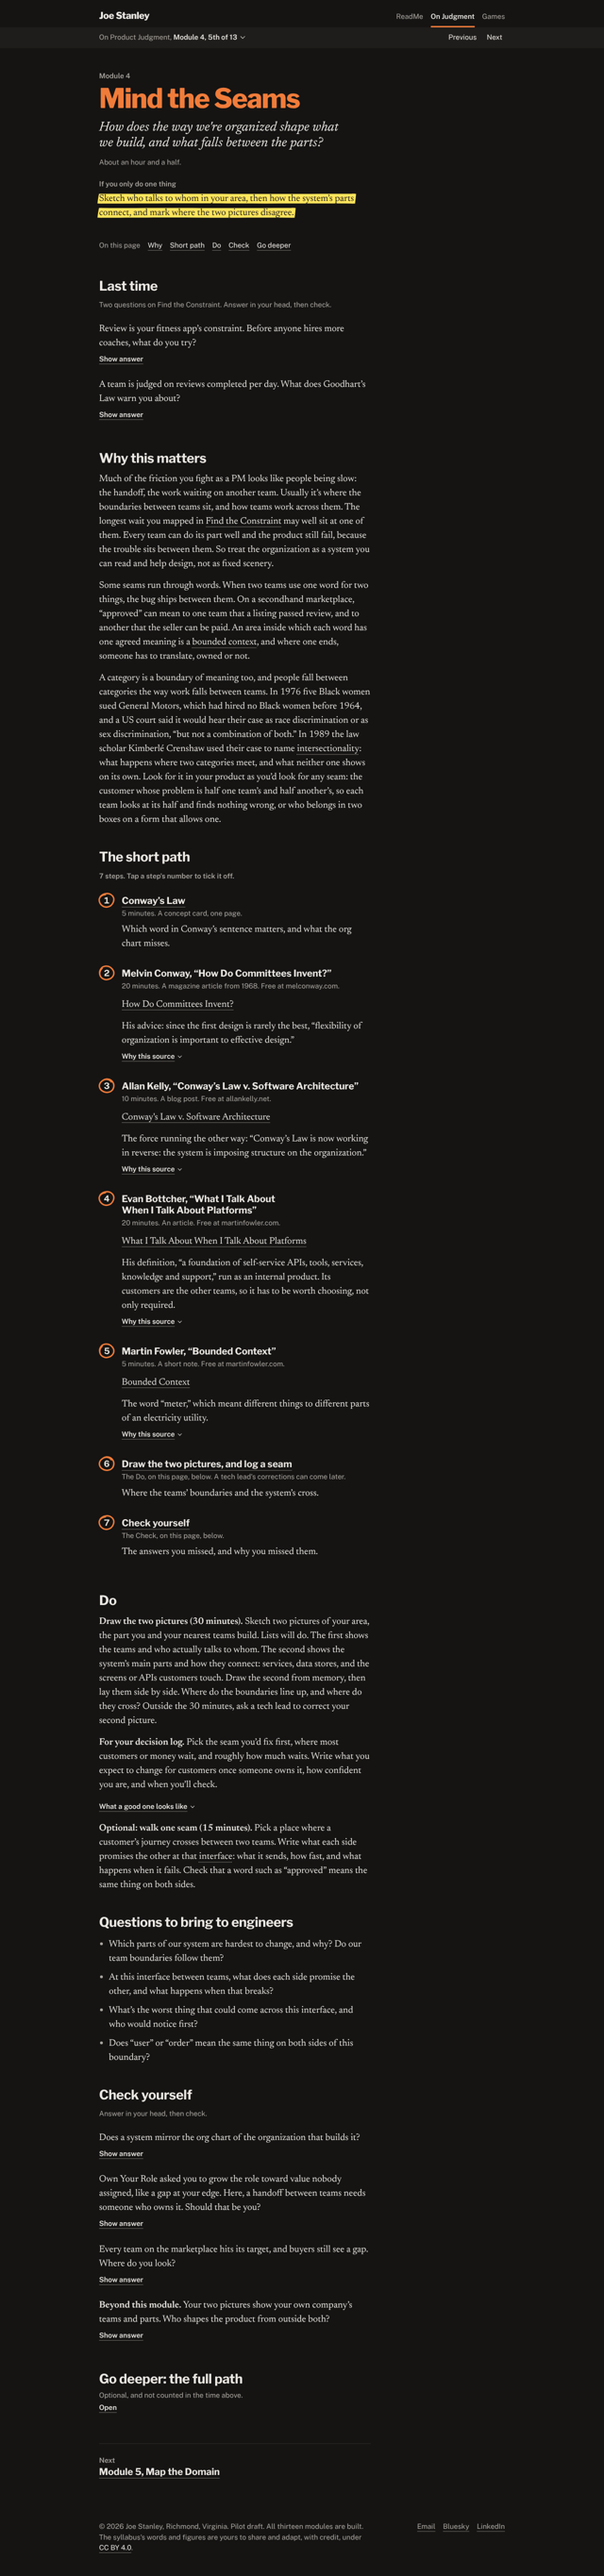 Joe Stanley
ReadMe On Judgment Games
On Product Judgment, Module 4, 5th of 13
Previous Next
Module 4
Mind the Seams
How does the way we're organized shape what
we build, and what falls between the parts?
About an hour and a half.
If you only do one thing
Sketch who talks to whom in your area, then how the system's parts
connect, and mark where the two pictures disagree.
On this page Why Short path Do Check Go deeper
Last time
Two questions on Find the Constraint. Answer in your head, then check.
Review is your fitness app's constraint. Before anyone hires more
coaches, what do you try?
Show answer
A team is judged on reviews completed per day. What does Goodhart's
Law warn you about?
Show answer
Why this matters
Much of the friction you fight as a PM looks like people being slow:
the handoff, the work waiting on another team. Usually it's where the
boundaries between teams sit, and how teams work across them. The
longest wait you mapped in Find the Constraint may well sit at one of
them. Every team can do its part well and the product still fail, because
the trouble sits between them. So treat the organization as a system you
can read and help design, not as fixed scenery.
Some seams run through words. When two teams use one word for two
things, the bug ships between them. On a secondhand marketplace,
“approved” can mean to one team that a listing passed review, and to
another that the seller can be paid. An area inside which each word has
one agreed meaning is a bounded context, and where one ends,
someone has to translate, owned or not.
A category is a boundary of meaning too, and people fall between
categories the way work falls between teams. In 1976 five Black women
sued General Motors, which had hired no Black women before 1964,
and a US court said it would hear their case as race discrimination or as
sex discrimination, “but not a combination of both.” In 1989 the law
scholar Kimberlé Crenshaw used their case to name intersectionality:
what happens where two categories meet, and what neither one shows
on its own. Look for it in your product as you'd look for any seam: the
customer whose problem is half one team's and half another's, so each
team looks at its half and finds nothing wrong, or who belongs in two
boxes on a form that allows one.
The short path
7 steps. Tap a step's number to tick it off.
1 Conway's Law
5 minutes. A concept card, one page.
Which word in Conway's sentence matters, and what the org
chart misses.
2 Melvin Conway, “How Do Committees Invent?”
20 minutes. A magazine article from 1968. Free at melconway.com.
How Do Committees Invent?
His advice: since the first design is rarely the best, “flexibility of
organization is important to effective design.”
Why this source
3 Allan Kelly, “Conway's Law v. Software Architecture”
10 minutes. A blog post. Free at allankelly.net.
Conway's Law v. Software Architecture
The force running the other way: “Conway's Law is now working
in reverse: the system is imposing structure on the organization.”
Why this source
4 Evan Bottcher, “What I Talk About
When I Talk About Platforms”
20 minutes. An article. Free at martinfowler.com.
What I Talk About When I Talk About Platforms
His definition, “a foundation of self-service APIs, tools, services,
knowledge and support,” run as an internal product. Its
customers are the other teams, so it has to be worth choosing, not
only required.
Why this source
5 Martin Fowler, “Bounded Context”
5 minutes. A short note. Free at martinfowler.com.
Bounded Context
The word “meter,” which meant different things to different parts
of an electricity utility.
Why this source
6 Draw the two pictures, and log a seam
The Do, on this page, below. A tech lead's corrections can come later.
Where the teams' boundaries and the system's cross.
7 Check yourself
The Check, on this page, below.
The answers you missed, and why you missed them.
Do
Draw the two pictures (30 minutes). Sketch two pictures of your area,
the part you and your nearest teams build. Lists will do. The first shows
the teams and who actually talks to whom. The second shows the
system's main parts and how they connect: services, data stores, and the
screens or APIs customers touch. Draw the second from memory, then
lay them side by side. Where do the boundaries line up, and where do
they cross? Outside the 30 minutes, ask a tech lead to correct your
second picture.
For your decision log. Pick the seam you'd fix first, where most
customers or money wait, and roughly how much waits. Write what you
expect to change for customers once someone owns it, how confident
you are, and when you'll check.
What a good one looks like
Optional: walk one seam (15 minutes). Pick a place where a
customer's journey crosses between two teams. Write what each side
promises the other at that interface: what it sends, how fast, and what
happens when it fails. Check that a word such as “approved” means the
same thing on both sides.
Questions to bring to engineers
• Which parts of our system are hardest to change, and why? Do our
team boundaries follow them?
• At this interface between teams, what does each side promise the
other, and what happens when that breaks?
• What's the worst thing that could come across this interface, and
who would notice first?
• Does “user” or “order” mean the same thing on both sides of this
boundary?
Check yourself
Answer in your head, then check.
Does a system mirror the org chart of the organization that builds it?
Show answer
Own Your Role asked you to grow the role toward value nobody
assigned, like a gap at your edge. Here, a handoff between teams needs
someone who owns it. Should that be you?
Show answer
Every team on the marketplace hits its target, and buyers still see a gap.
Where do you look?
Show answer
Beyond this module. Your two pictures show your own company's
teams and parts. Who shapes the product from outside both?
Show answer
Go deeper: the full path
Optional, and not counted in the time above.
Open
Next
Module 5, Map the Domain
© 2026 Joe Stanley, Richmond, Virginia. Pilot draft. All thirteen modules are built.
The syllabus's words and figures are yours to share and adapt, with credit, under
CC BY 4.0.
Email Bluesky LinkedIn